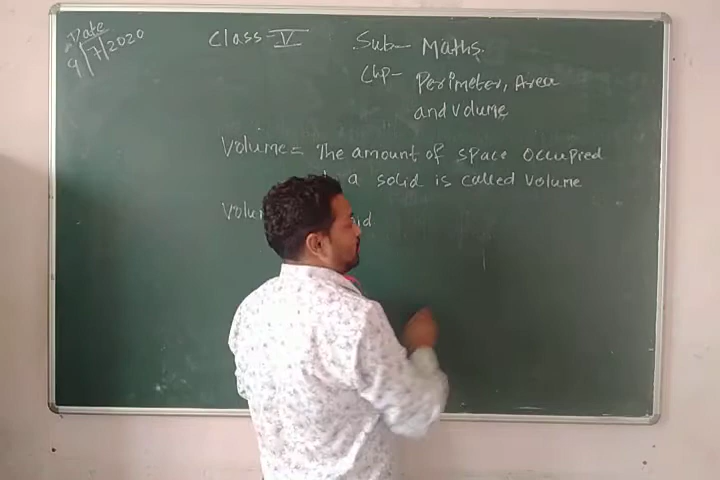 Date
9/7/2020
Class-V
Sub- Maths.
Chp- Perimeter, Area
and Volume
Volume = The amount of space occupied
a solid is called volume